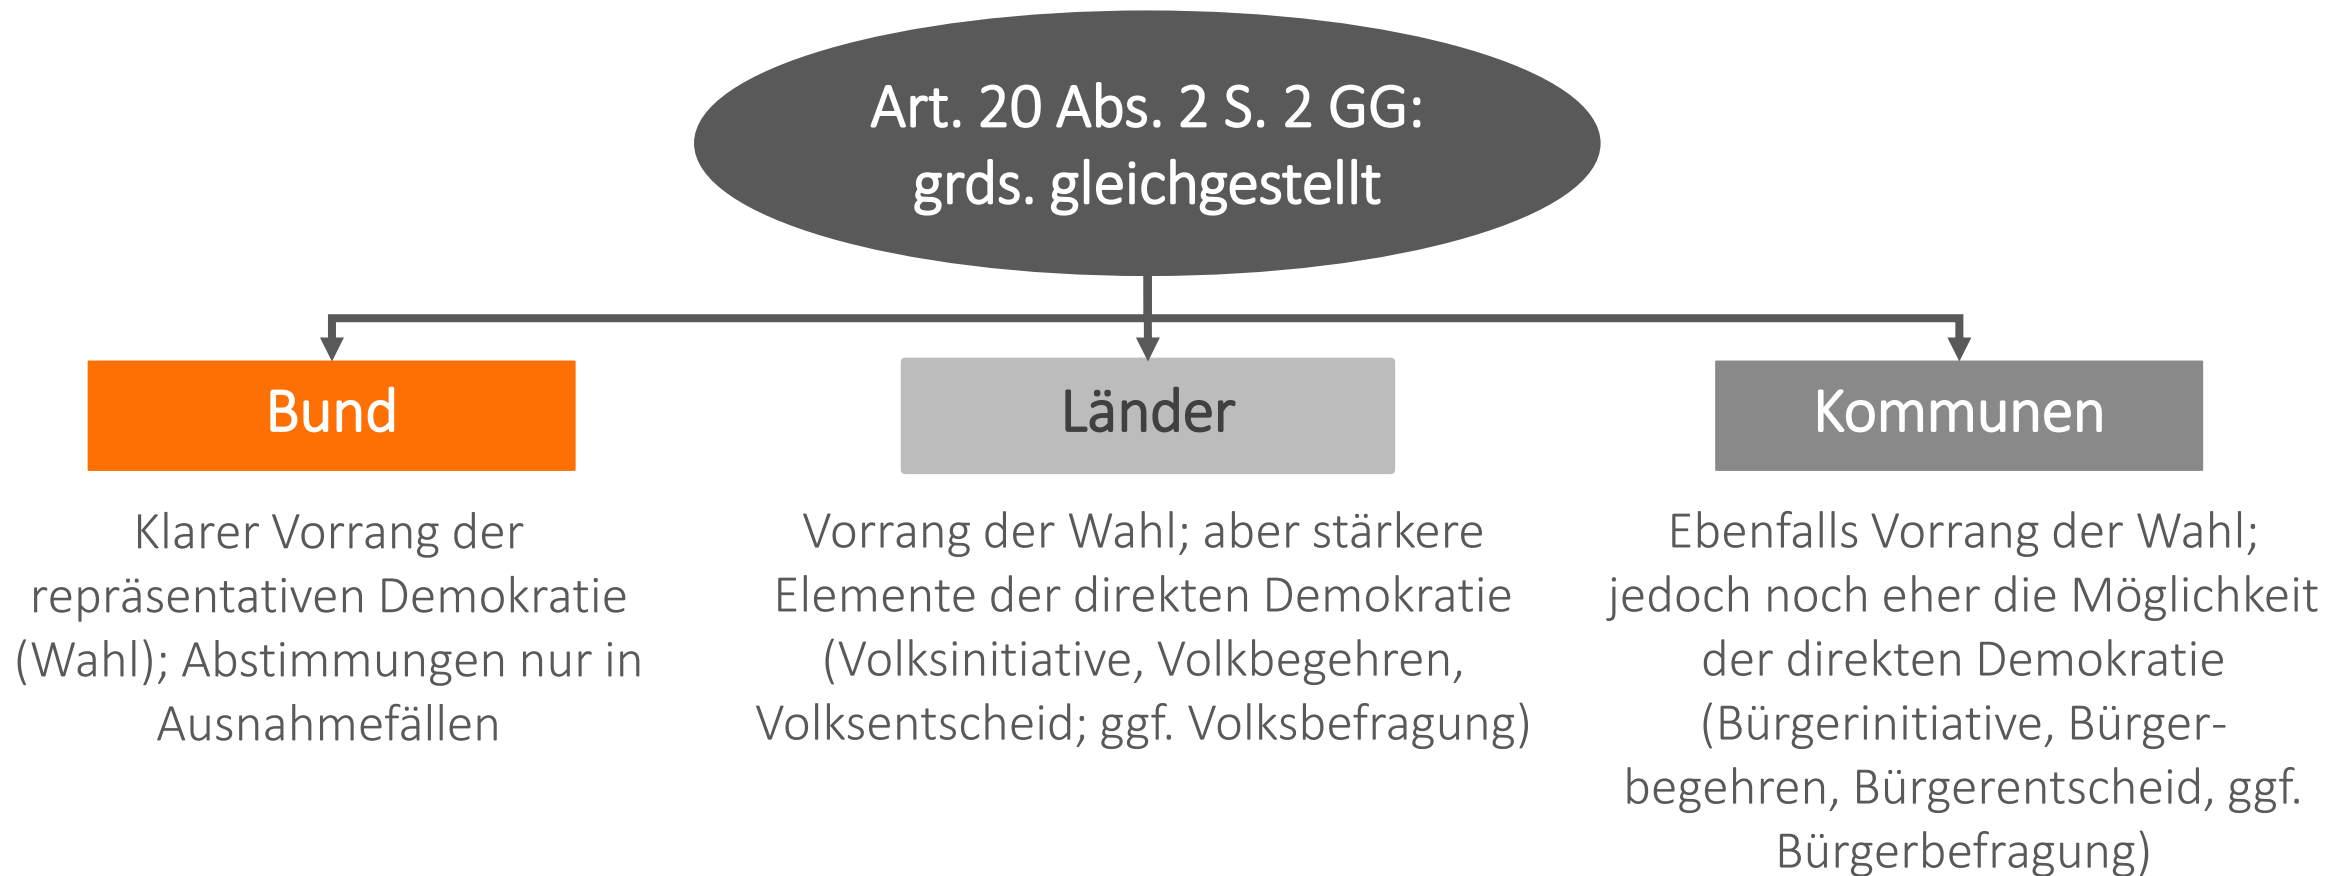 Art. 20 Abs. 2 S. 2 GG:
grds. gleichgestellt
Bund
Klarer Vorrang der
repräsentativen Demokratie
(Wahl); Abstimmungen nur in
Ausnahmefällen
Länder
Vorrang der Wahl; aber stärkere
Elemente der direkten Demokratie
(Volksinitiative, Volkbegehren,
Volksentscheid; ggf. Volksbefragung)
Kommunen
Ebenfalls Vorrang der Wahl;
jedoch noch eher die Möglichkeit
der direkten Demokratie
(Bürgerinitiative, Bürger-
begehren, Bürgerentscheid, ggf.
Bürgerbefragung)